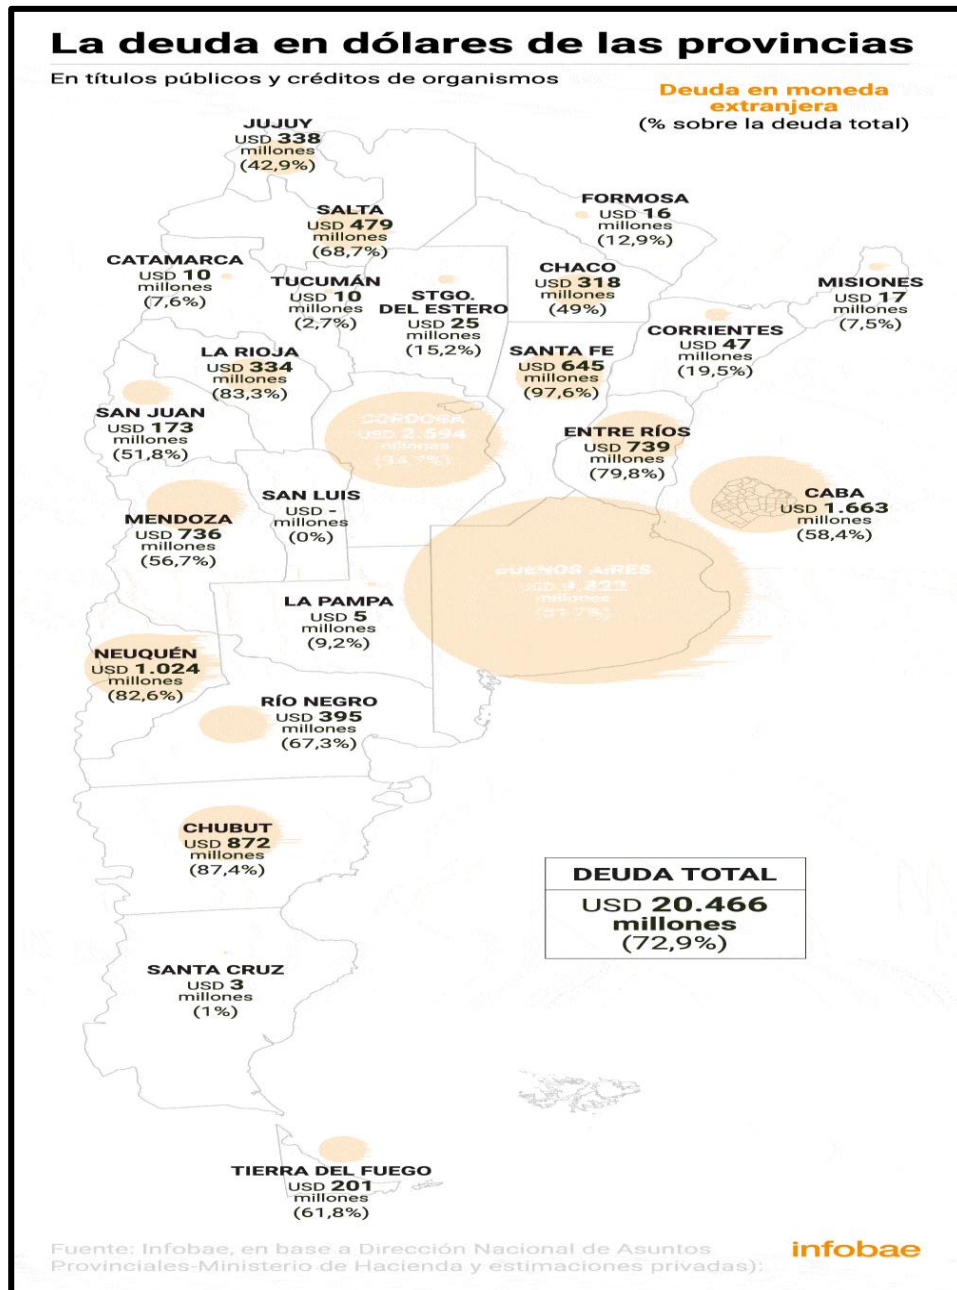 La deuda en dólares de las provincias
En títulos públicos y créditos de organismos
Deuda en moneda
extranjera
(% sobre la deuda total)
JUJUY
USD 338
millones
(42,9%)
SALTA
USD 479
millones
(68,7%)
FORMOSA
USD 16
millones
(12,9%)
CATAMARCA
USD 10
millones
(7,6%)
TUCUMÁN
USD 10
millones
(2,7%)
STGO.
DEL ESTERO
USD 25
millones
(15,2%)
CHACO
USD 318
millones
(49%)
MISIONES
USD 17
millones
(7,5%)
CORRIENTES
USD 47
millones
(19,5%)
LA RIOJA
USD 334
millones
(83,3%)
SANTA FE
USD 645
millones
(97,6%)
SAN JUAN
USD 173
millones
(51,8%)
CÓRDOBA
USD 2.594
millones
ENTRE RÍOS
USD 739
millones
(79,8%)
CABA
USD 1.663
millones
(58,4%)
MENDOZA
USD 736
millones
(56,7%)
SAN LUIS
USD -
millones
(0%)
BUENOS AIRES
USD 9.822
millones
LA PAMPA
USD 5
millones
(9,2%)
NEUQUÉN
USD 1.024
millones
(82,6%)
RÍO NEGRO
USD 395
millones
(67,3%)
CHUBUT
USD 872
millones
(87,4%)
DEUDA TOTAL
USD 20.466
millones
(72,9%)
SANTA CRUZ
USD 3
millones
(1%)
TIERRA DEL FUEGO
USD 201
millones
(61,8%)
Fuente: Infobae, en base a Dirección Nacional de Asuntos
Provinciales-Ministerio de Hacienda y estimaciones privadas):
infobae